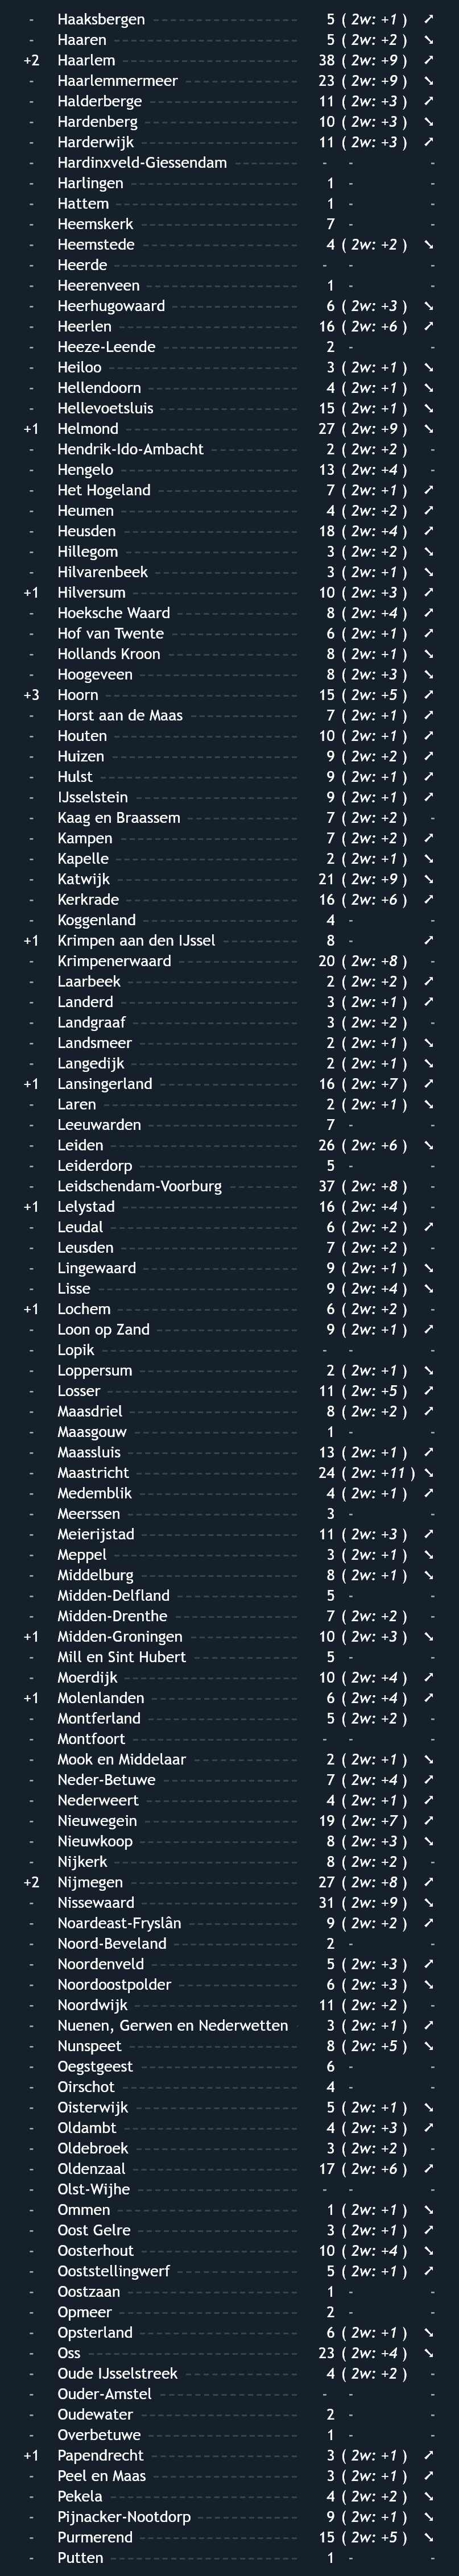 - Haaksbergen 5 ( 2w: +1 ) ↗
- Haaren 5 ( 2w: +2 ) ↘
+2 Haarlem 38 ( 2w: +9 ) ↗
- Haarlemmermeer 23 ( 2w: +9 ) ↘
- Halderberge 11 ( 2w: +3 ) ↗
- Hardenberg 10 ( 2w: +3 ) ↘
- Harderwijk 11 ( 2w: +3 ) ↗
- Hardinxveld-Giessendam - - -
- Harlingen 1 - -
- Hattem 1 - -
- Heemskerk 7 - -
- Heemstede 4 ( 2w: +2 ) ↘
- Heerde - - -
- Heerenveen 1 - -
- Heerhugowaard 6 ( 2w: +3 ) ↘
- Heerlen 16 ( 2w: +6 ) ↗
- Heeze-Leende 2 - -
- Heiloo 3 ( 2w: +1 ) ↘
- Hellendoorn 4 ( 2w: +1 ) ↘
- Hellevoetsluis 15 ( 2w: +1 ) ↘
+1 Helmond 27 ( 2w: +9 ) ↘
- Hendrik-Ido-Ambacht 2 ( 2w: +2 ) -
- Hengelo 13 ( 2w: +4 ) -
- Het Hogeland 7 ( 2w: +1 ) ↗
- Heumen 4 ( 2w: +2 ) ↗
- Heusden 18 ( 2w: +4 ) ↗
- Hillegom 3 ( 2w: +2 ) ↘
- Hilvarenbeek 3 ( 2w: +1 ) ↘
+1 Hilversum 10 ( 2w: +3 ) ↗
- Hoeksche Waard 8 ( 2w: +4 ) ↗
- Hof van Twente 6 ( 2w: +1 ) ↗
- Hollands Kroon 8 ( 2w: +1 ) ↘
- Hoogeveen 8 ( 2w: +3 ) ↘
+3 Hoorn 15 ( 2w: +5 ) ↗
- Horst aan de Maas 7 ( 2w: +1 ) ↗
- Houten 10 ( 2w: +1 ) ↗
- Huizen 9 ( 2w: +2 ) ↗
- Hulst 9 ( 2w: +1 ) ↗
- IJsselstein 9 ( 2w: +1 ) ↗
- Kaag en Braassem 7 ( 2w: +2 ) -
- Kampen 7 ( 2w: +2 ) ↗
- Kapelle 2 ( 2w: +1 ) ↘
- Katwijk 21 ( 2w: +9 ) ↘
- Kerkrade 16 ( 2w: +6 ) ↗
- Koggenland 4 - -
+1 Krimpen aan den IJssel 8 - ↗
- Krimpenerwaard 20 ( 2w: +8 ) -
- Laarbeek 2 ( 2w: +2 ) ↗
- Landerd 3 ( 2w: +1 ) ↗
- Landgraaf 3 ( 2w: +2 ) -
- Landsmeer 2 ( 2w: +1 ) ↘
- Langedijk 2 ( 2w: +1 ) ↘
+1 Lansingerland 16 ( 2w: +7 ) ↗
- Laren 2 ( 2w: +1 ) ↘
- Leeuwarden 7 - -
- Leiden 26 ( 2w: +6 ) ↘
- Leiderdorp 5 - -
- Leidschendam-Voorburg 37 ( 2w: +8 ) -
+1 Lelystad 16 ( 2w: +4 ) -
- Leudal 6 ( 2w: +2 ) ↗
- Leusden 7 ( 2w: +2 ) -
- Lingewaard 9 ( 2w: +1 ) ↘
- Lisse 9 ( 2w: +4 ) ↘
+1 Lochem 6 ( 2w: +2 ) -
- Loon op Zand 9 ( 2w: +1 ) ↗
- Lopik - - -
- Loppersum 2 ( 2w: +1 ) ↘
- Losser 11 ( 2w: +5 ) ↗
- Maasdriel 8 ( 2w: +2 ) ↗
- Maasgouw 1 - -
- Maassluis 13 ( 2w: +1 ) ↗
- Maastricht 24 ( 2w: +11 ) ↘
- Medemblik 4 ( 2w: +1 ) ↗
- Meerssen 3 - -
- Meierijstad 11 ( 2w: +3 ) ↗
- Meppel 3 ( 2w: +1 ) ↘
- Middelburg 8 ( 2w: +1 ) ↘
- Midden-Delfland 5 - -
- Midden-Drenthe 7 ( 2w: +2 ) -
+1 Midden-Groningen 10 ( 2w: +3 ) ↘
- Mill en Sint Hubert 5 - -
- Moerdijk 10 ( 2w: +4 ) ↗
+1 Molenlanden 6 ( 2w: +4 ) ↗
- Montferland 5 ( 2w: +2 ) -
- Montfoort - - -
- Mook en Middelaar 2 ( 2w: +1 ) ↘
- Neder-Betuwe 7 ( 2w: +4 ) ↗
- Nederweert 4 ( 2w: +1 ) ↗
- Nieuwegein 19 ( 2w: +7 ) ↗
- Nieuwkoop 8 ( 2w: +3 ) ↘
- Nijkerk 8 ( 2w: +2 ) -
+2 Nijmegen 27 ( 2w: +8 ) ↗
- Nissewaard 31 ( 2w: +9 ) ↘
- Noardeast-Fryslân 9 ( 2w: +2 ) ↗
- Noord-Beveland 2 - -
- Noordenveld 5 ( 2w: +3 ) ↗
- Noordoostpolder 6 ( 2w: +3 ) ↘
- Noordwijk 11 ( 2w: +2 ) -
- Nuenen, Gerwen en Nederwetten 3 ( 2w: +1 ) ↗
- Nunspeet 8 ( 2w: +5 ) ↘
- Oegstgeest 6 - -
- Oirschot 4 - -
- Oisterwijk 5 ( 2w: +1 ) ↘
- Oldambt 4 ( 2w: +3 ) ↗
- Oldebroek 3 ( 2w: +2 ) -
- Oldenzaal 17 ( 2w: +6 ) ↗
- Olst-Wijhe - - -
- Ommen 1 ( 2w: +1 ) ↘
- Oost Gelre 3 ( 2w: +1 ) ↗
- Oosterhout 10 ( 2w: +4 ) ↘
- Ooststellingwerf 5 ( 2w: +1 ) ↗
- Oostzaan 1 - -
- Opmeer 2 - -
- Opsterland 6 ( 2w: +1 ) ↘
- Oss 23 ( 2w: +4 ) ↘
- Oude IJsselstreek 4 ( 2w: +2 ) -
- Ouder-Amstel - - -
- Oudewater 2 - -
- Overbetuwe 1 - -
+1 Papendrecht 3 ( 2w: +1 ) ↗
- Peel en Maas 3 ( 2w: +1 ) ↗
- Pekela 4 ( 2w: +2 ) ↘
- Pijnacker-Nootdorp 9 ( 2w: +1 ) ↘
- Purmerend 15 ( 2w: +5 ) ↘
- Putten 1 - -